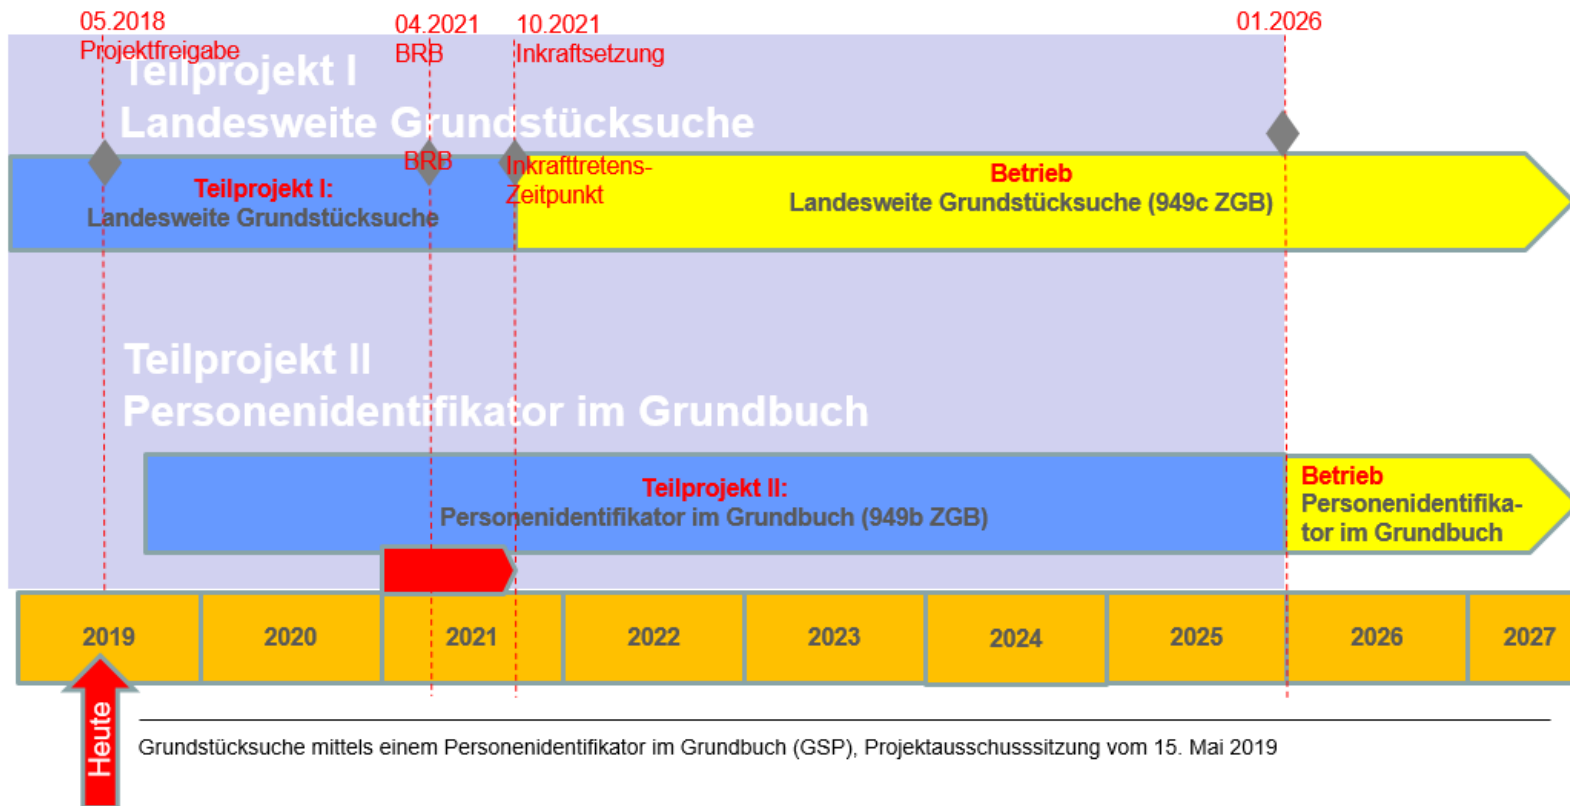 05.2018
Projektfreigabe
04.2021
BRB
10.2021
Inkraftsetzung
01.2026
Teilprojekt I
Landesweite Grundstücksuche
BRB
Inkrafttretens-
Zeitpunkt
Teilprojekt I:
Landesweite Grundstücksuche
Betrieb
Landesweite Grundstücksuche (949c ZGB)
Teilprojekt II
Personenidentifikator im Grundbuch
Teilprojekt II:
Personenidentifikator im Grundbuch (949b ZGB)
Betrieb
Personenidentifika-
tor im Grundbuch
2019 2020 2021 2022 2023 2024 2025 2026 2027
Heute
Grundstücksuche mittels einem Personenidentifikator im Grundbuch (GSP), Projektausschusssitzung vom 15. Mai 2019